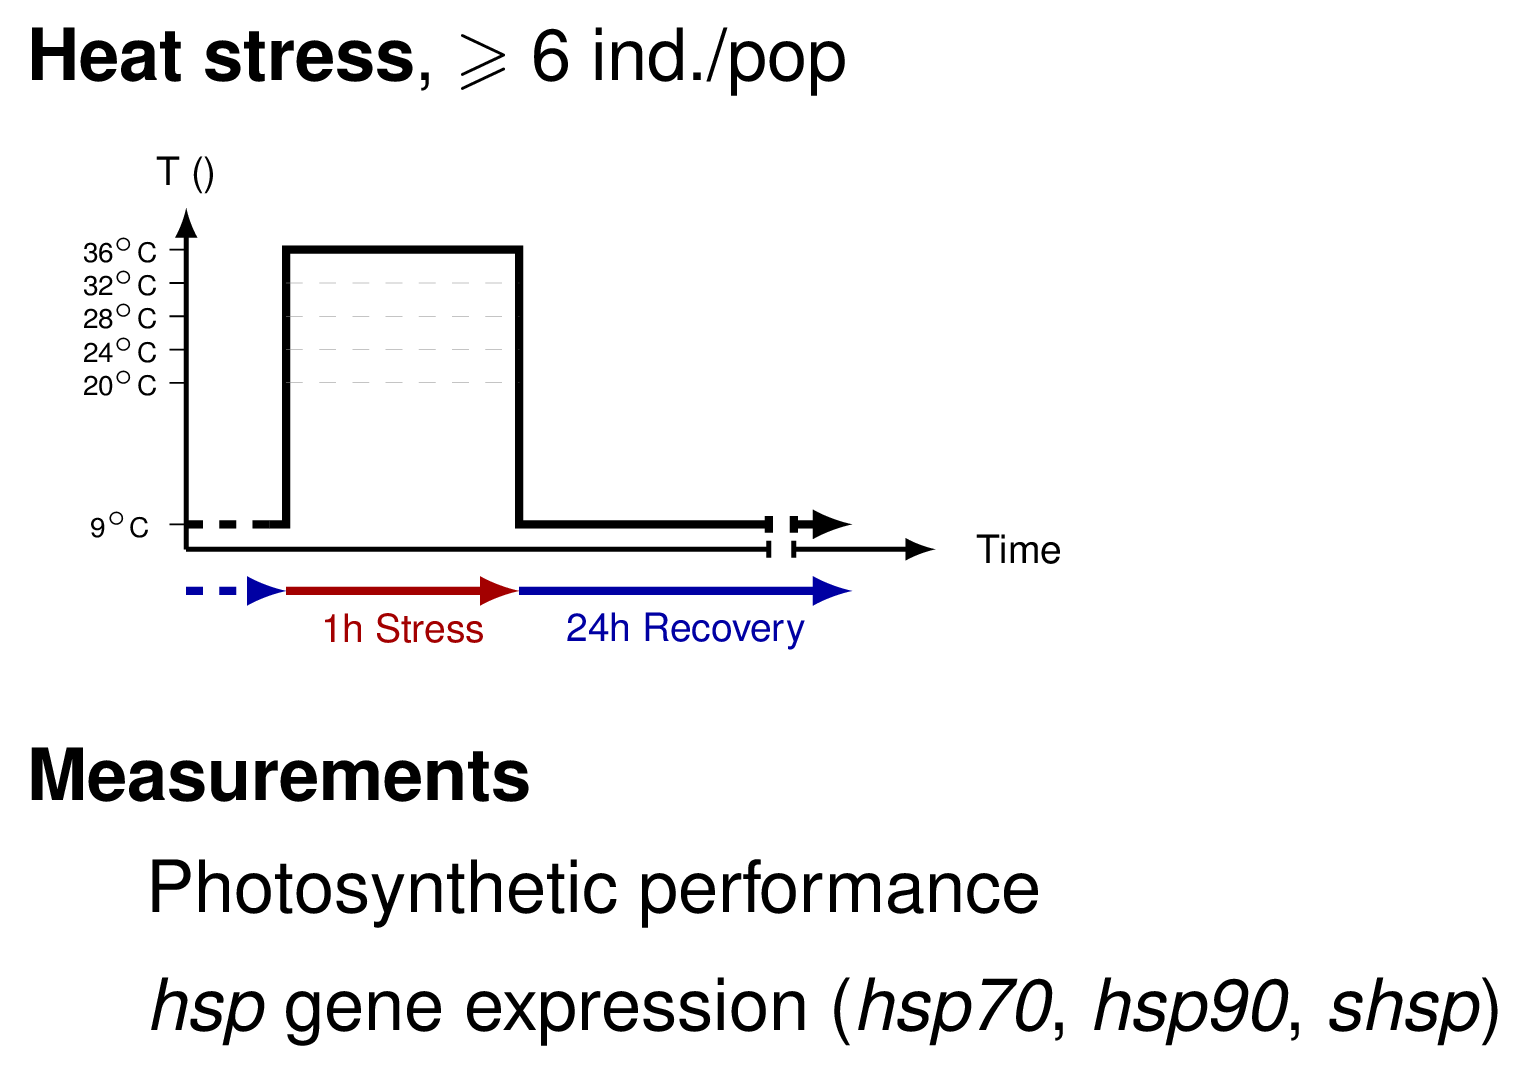 Heat stress, ⩾ 6 ind./pop
T ()
36° C
32° C
28° C
24° C
20° C
9° C
Time
1h Stress
24h Recovery
Measurements
Photosynthetic performance
hsp gene expression (hsp70, hsp90, shsp)